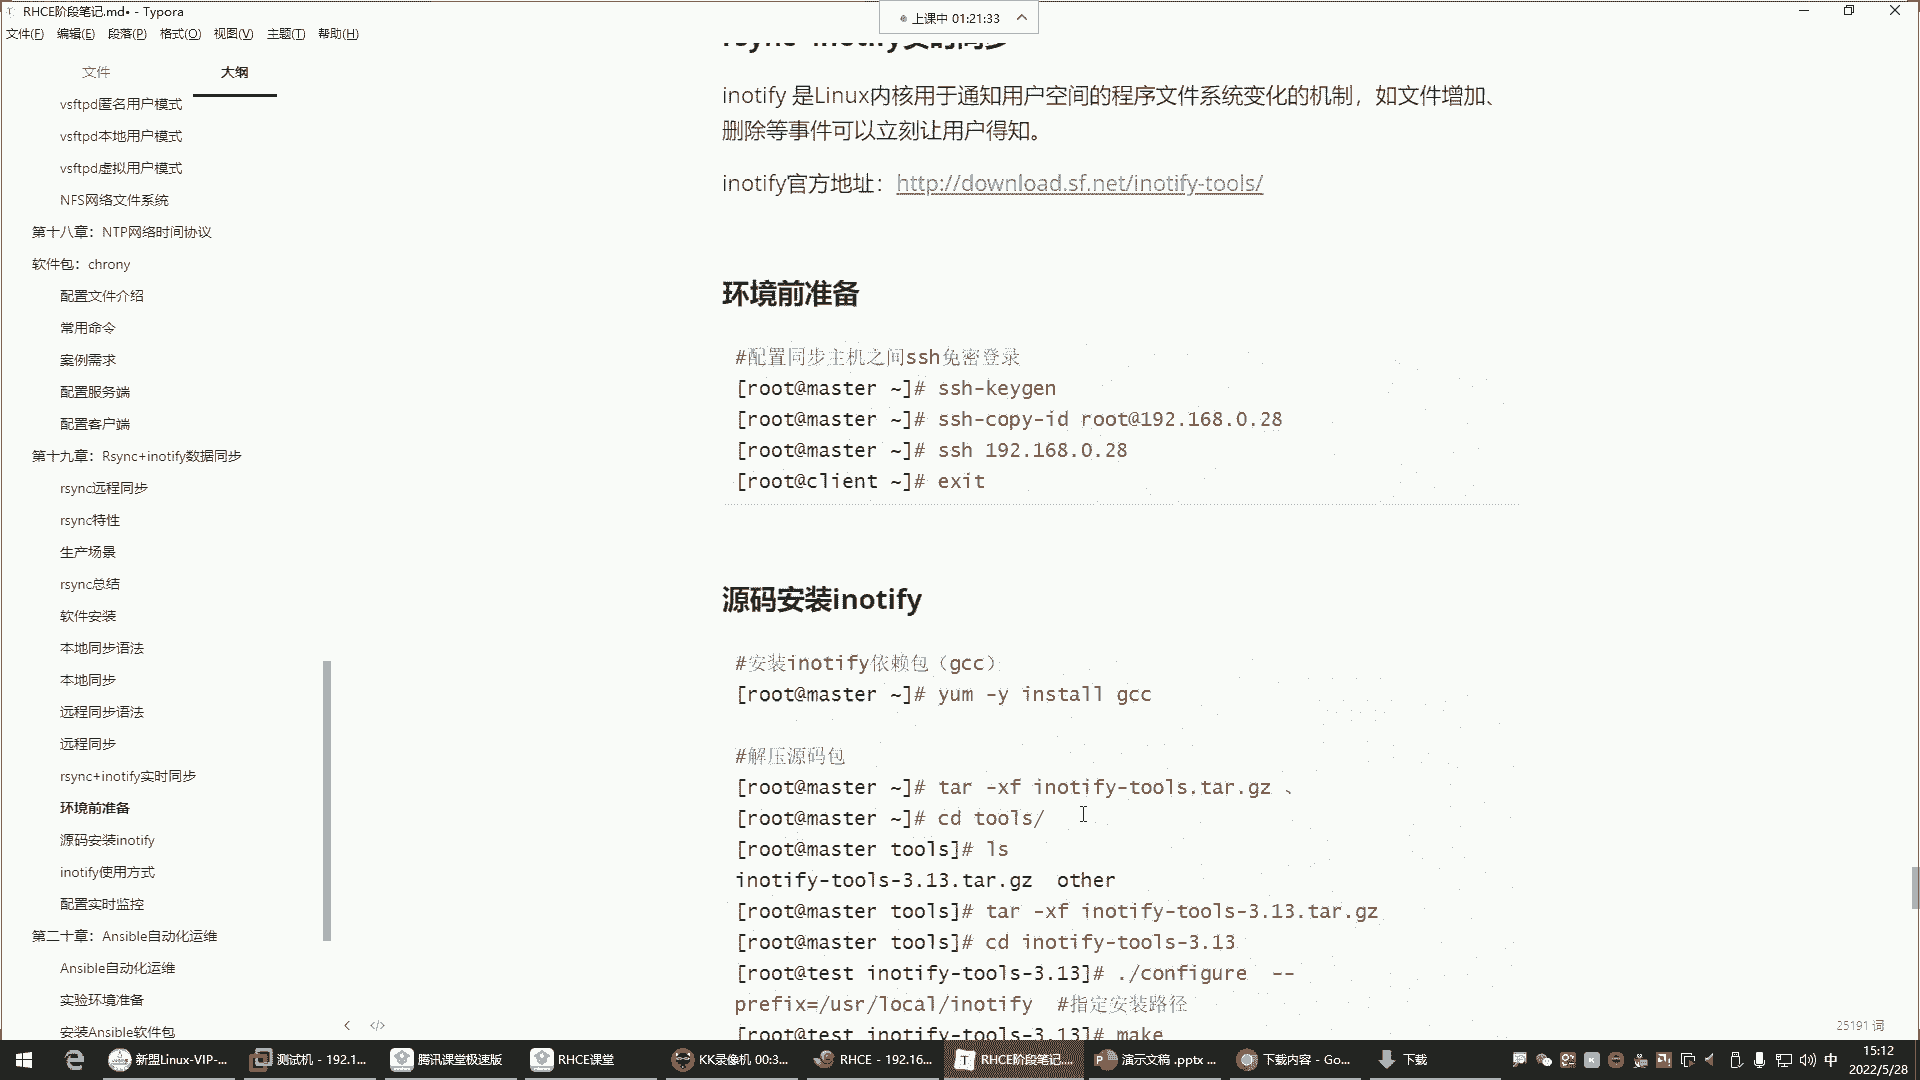 RHCE阶段笔记.md• - Typora
上课中 01:21:33
文件(F) 编辑(E) 段落(P) 格式(O) 视图(V) 主题(T) 帮助(H)
文件 大纲
vsftpd匿名用户模式
vsftpd本地用户模式
vsftpd虚拟用户模式
NFS网络文件系统
第十八章：NTP网络时间协议
软件包：chrony
配置文件介绍
常用命令
案例需求
配置服务端
配置客户端
第十九章：Rsync+inotify数据同步
rsync远程同步
rsync特性
生产场景
rsync总结
软件安装
本地同步语法
本地同步
远程同步语法
远程同步
rsync+inotify实时同步
环境前准备
源码安装inotify
inotify使用方式
配置实时监控
第二十章：Ansible自动化运维
Ansible自动化运维
实验环境准备
安装Ansible软件包
rsync+inotify实时同步
inotify 是Linux内核用于通知用户空间的程序文件系统变化的机制，如文件增加、
删除等事件可以立刻让用户得知。
inotify官方地址：http://download.sf.net/inotify-tools/
环境前准备
#配置同步主机之间ssh免密登录
[root@master ~]# ssh-keygen
[root@master ~]# ssh-copy-id root@192.168.0.28
[root@master ~]# ssh 192.168.0.28
[root@client ~]# exit
源码安装inotify
#安装inotify依赖包（gcc）
[root@master ~]# yum -y install gcc
#解压源码包
[root@master ~]# tar -xf inotify-tools.tar.gz 、
[root@master ~]# cd tools/
[root@master tools]# ls
inotify-tools-3.13.tar.gz  other
[root@master tools]# tar -xf inotify-tools-3.13.tar.gz
[root@master tools]# cd inotify-tools-3.13
[root@test inotify-tools-3.13]# ./configure  --
prefix=/usr/local/inotify  #指定安装路径
[root@test inotify-tools-3.13]# make
25191 词
新盟Linux-VIP-... 测试机 - 192.1... 腾讯课堂极速版 RHCE课堂 KK录像机 00:3... RHCE - 192.16... RHCE阶段笔记.... 演示文稿 .pptx ... 下载内容 - Go... 下载 中
15:12
2022/5/28